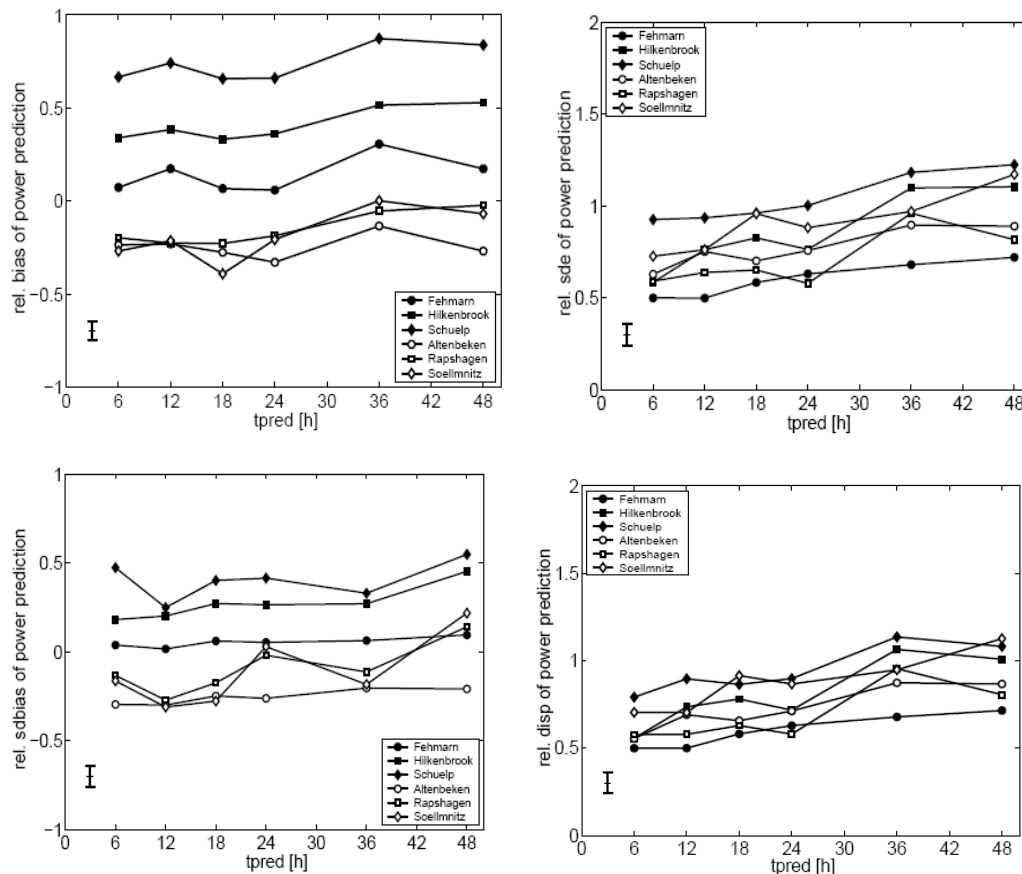 1
0.5
0
−0.5
−1
rel. bias of power prediction
Fehmarn
Hilkenbrook
Schuelp
Altenbeken
Rapshagen
Soellmnitz
0 6 12 18 24 30 36 42 48
tpred [h]
2
1.5
1
0.5
0
rel. sde of power prediction
Fehmarn
Hilkenbrook
Schuelp
Altenbeken
Rapshagen
Soellmnitz
0 6 12 18 24 30 36 42 48
tpred [h]
1
0.5
0
−0.5
−1
rel. sdbias of power prediction
Fehmarn
Hilkenbrook
Schuelp
Altenbeken
Rapshagen
Soellmnitz
0 6 12 18 24 30 36 42 48
tpred [h]
2
1.5
1
0.5
0
rel. disp of power prediction
Fehmarn
Hilkenbrook
Schuelp
Altenbeken
Rapshagen
Soellmnitz
0 6 12 18 24 30 36 42 48
tpred [h]